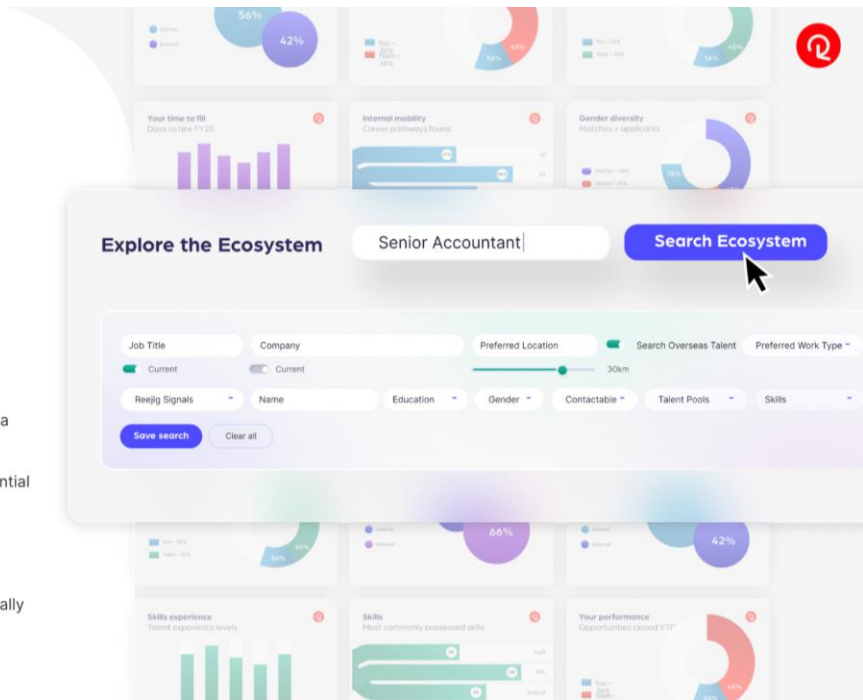 56%
42%
56%
45%
56%
45%
Your time to fill
Days to hire FY20
Internal mobility
Career pathways found
Gender diversity
Matches + applicants
Explore the Ecosystem
Senior Accountant
Search Ecosystem
Job Title
Company
Preferred Location
Search Overseas Talent
Preferred Work Type
Current
Current
30km
Reejig Signals
Name
Education
Gender
Contactable
Talent Pools
Skills
Save search
Clear all
a
ntial
ally
66%
42%
56%
45%
Skills experience
Talent experience levels
Skills
Most commonly possessed skills
Your performance
Opportunities closed YTD
45%